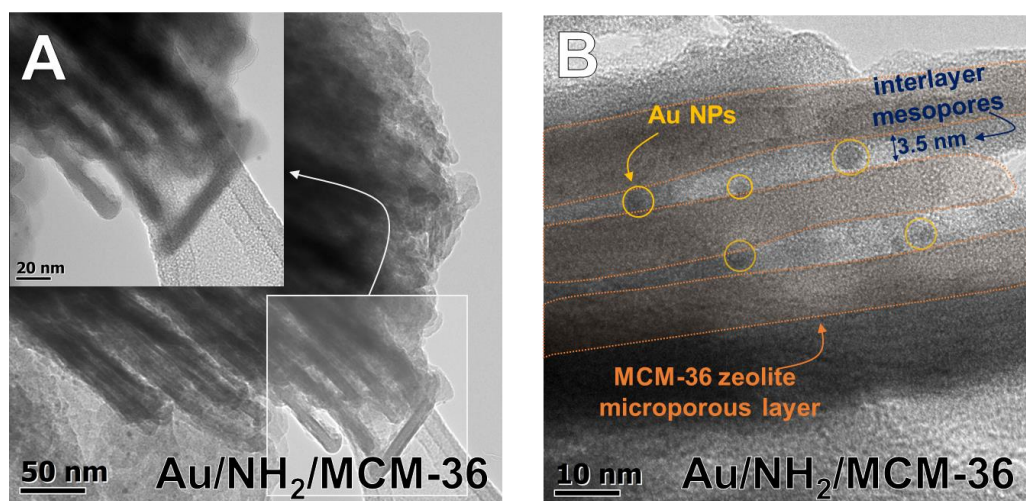 A
20 nm
50 nm
Au/NH₂/MCM-36
B
Au NPs
interlayer
mesopores
3.5 nm
MCM-36 zeolite
microporous layer
10 nm
Au/NH₂/MCM-36